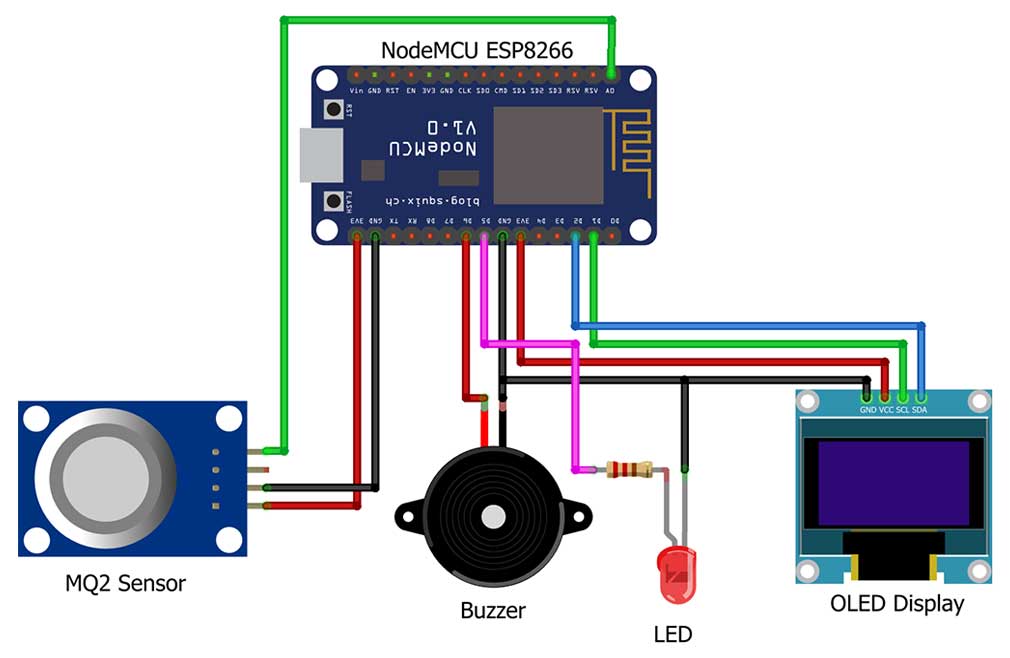 NodeMCU ESP8266
Vin GND RST EN 3V3 GND CLK SD0 CMD SD1 SD2 SD3 RSV RSV A0
RST
V1.0
NodeMCU
blog.squix.ch
FLASH
3V3 GND TX RX D8 D7 D6 D5 GND 3V3 D4 D3 D2 D1 D0
GND VCC SCL SDA
MQ2 Sensor
Buzzer
LED
OLED Display